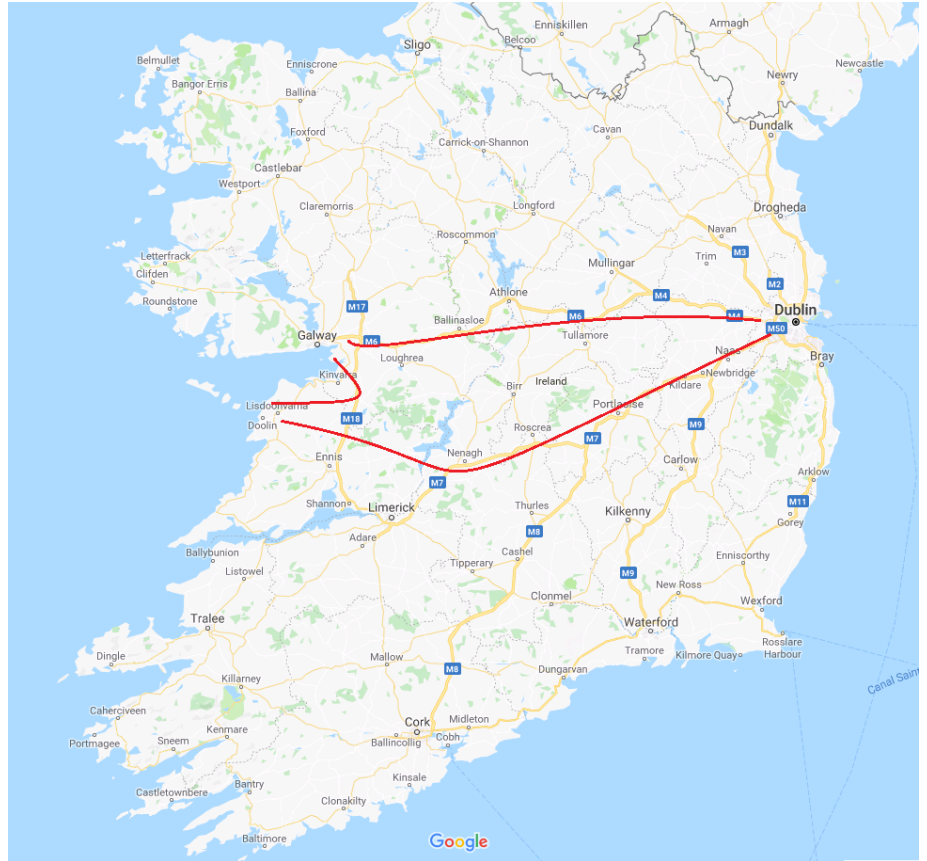 Enniskillen
Armagh
Sligo
Belcoo
Belmullet
Enniscrone
Newcastle
Newry
Bangor Erris
Ballina
Dundalk
Foxford
Cavan
Carrick-on-Shannon
Castlebar
Westport
Claremorris
Longford
Drogheda
Navan
Roscommon
M3
Letterfrack
Trim
Mullingar
Clifden
M2
Athlone
M4
Roundstone
M17
Dublin
M6
M4
Ballinasloe
M50
Galway
Tullamore
M6
Loughrea
Naas
Bray
Kinvarra
Newbridge
Birr
Ireland
Kildare
Lisdoonvarna
Portlaoise
Doolin
M18
M9
Roscrea
M7
Ennis
Nenagh
Carlow
Arklow
M7
Shannon
M11
Thurles
Limerick
Kilkenny
Gorey
M8
Adare
Ballybunion
Cashel
Enniscorthy
Tipperary
Listowel
M9
New Ross
Clonmel
Wexford
Tralee
Waterford
Rosslare
Harbour
Tramore
Kilmore Quay
Dingle
Mallow
Dungarvan
M8
Killarney
Canal Sain
Caherciveen
Cork
Midleton
Kenmare
Portmagee
Sneem
Ballincollig
Cobh
Kinsale
Bantry
Castletownbere
Clonakilty
Baltimore
Google